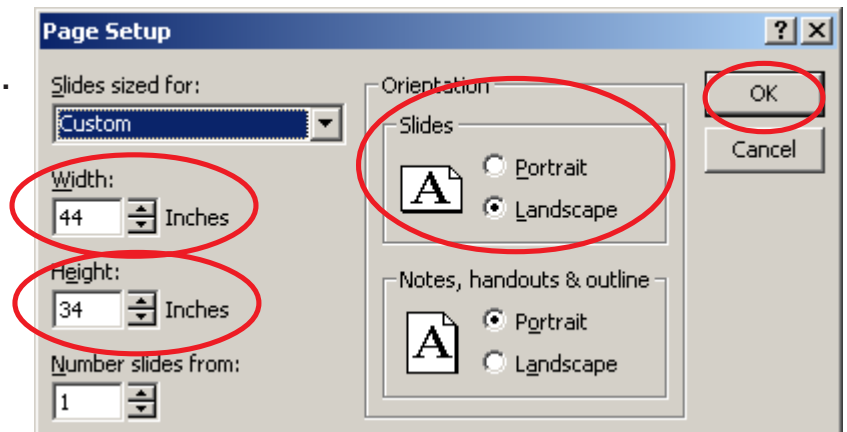 Page Setup
Slides sized for:
Custom
Width:
44 Inches
Height:
34 Inches
Number slides from:
1
Orientation
Slides
A
Portrait
Landscape
Notes, handouts & outline
A
Portrait
Landscape
OK
Cancel